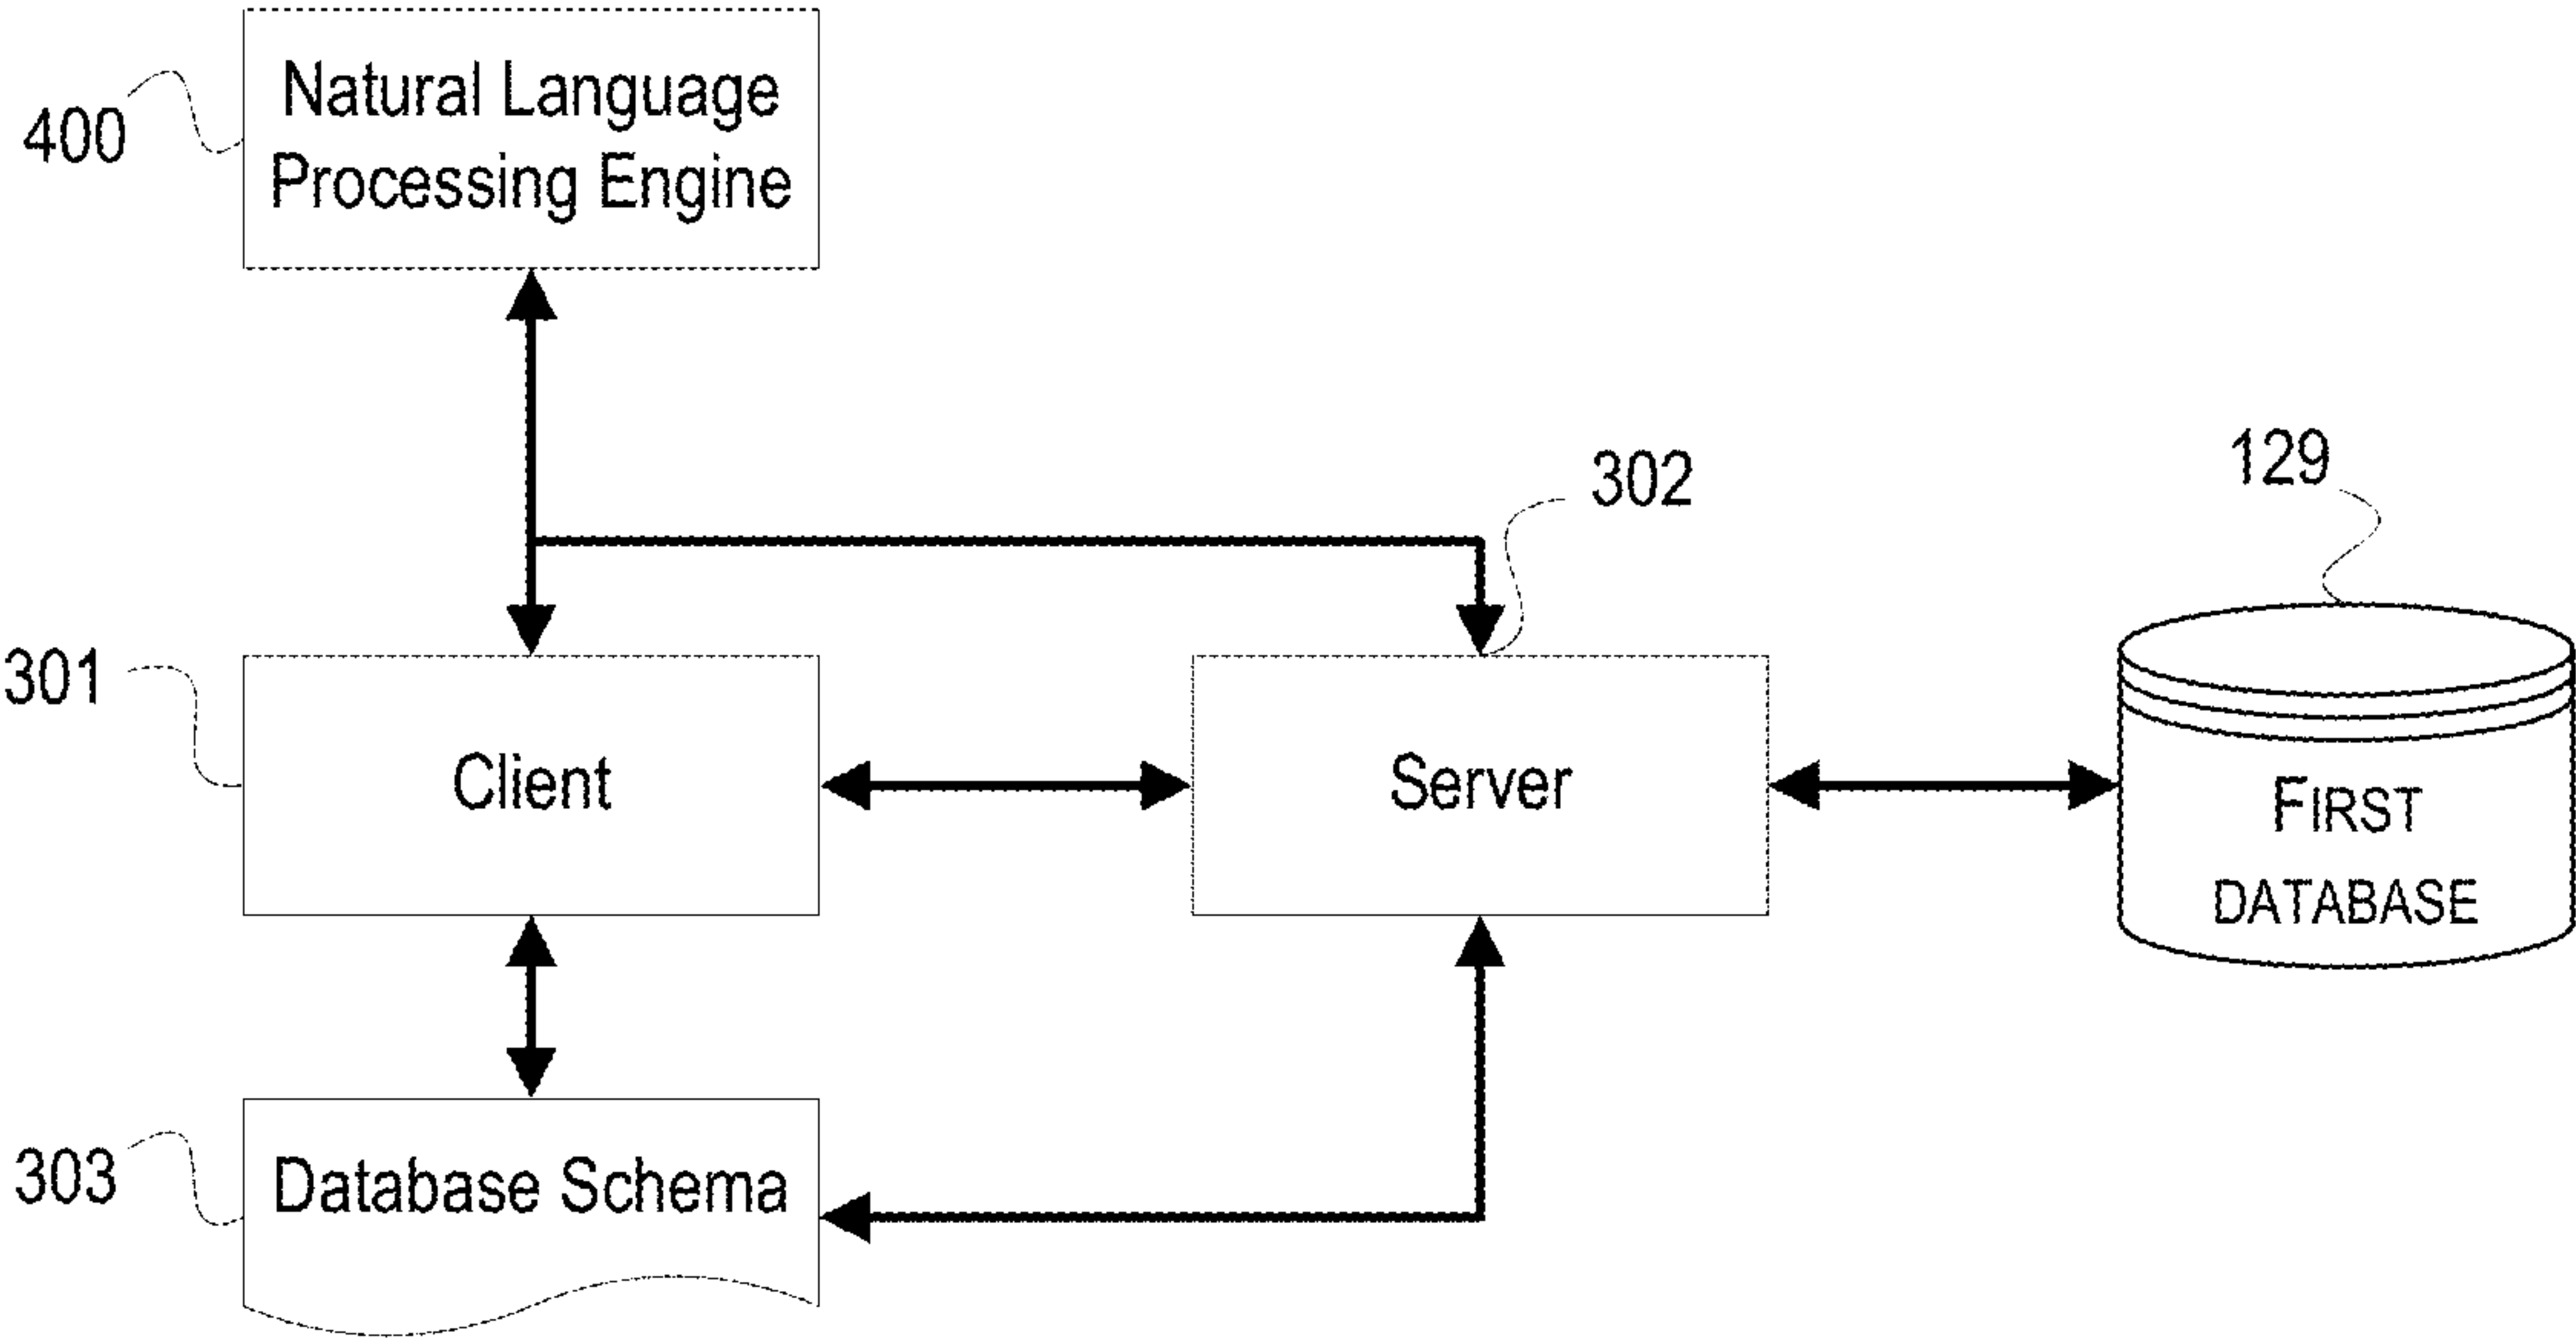 Natural Language
Processing Engine
400
302
129
301
Client
Server
FIRST
DATABASE
303
Database Schema